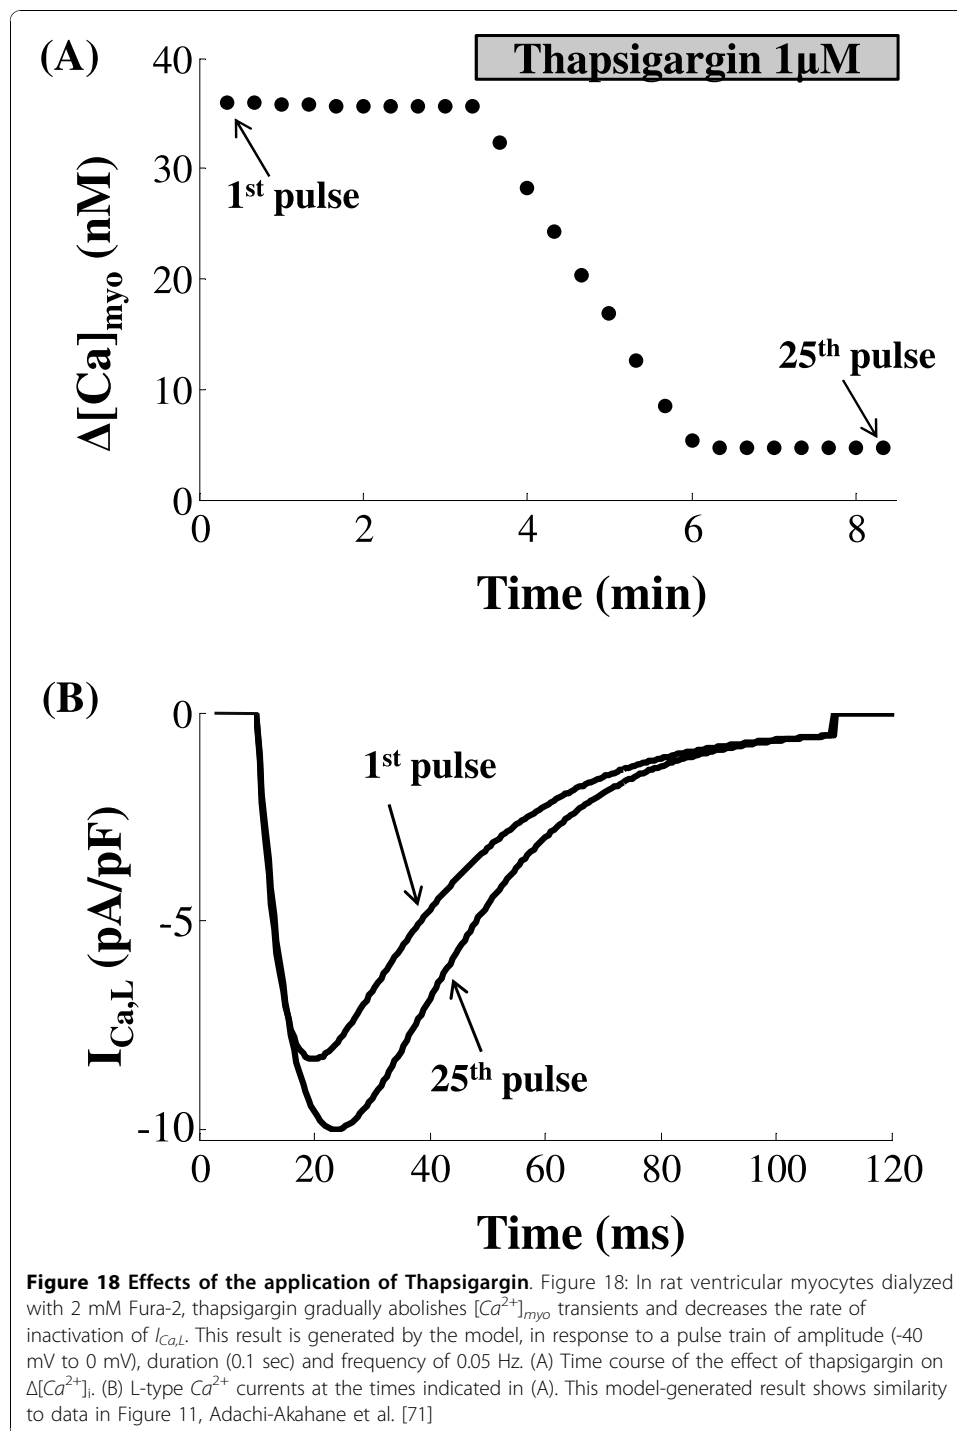 (A)
Thapsigargin 1µM
40
30
20
10
0
Δ[Ca]myo (nM)
1st pulse
25th pulse
0 2 4 6 8
Time (min)
(B)
0
-5
-10
ICa,L (pA/pF)
1st pulse
25th pulse
0 20 40 60 80 100 120
Time (ms)
Figure 18 Effects of the application of Thapsigargin. Figure 18: In rat ventricular myocytes dialyzed
with 2 mM Fura-2, thapsigargin gradually abolishes [Ca2+]myo transients and decreases the rate of
inactivation of ICa,L. This result is generated by the model, in response to a pulse train of amplitude (-40
mV to 0 mV), duration (0.1 sec) and frequency of 0.05 Hz. (A) Time course of the effect of thapsigargin on
Δ[Ca2+]i. (B) L-type Ca2+ currents at the times indicated in (A). This model-generated result shows similarity
to data in Figure 11, Adachi-Akahane et al. [71]